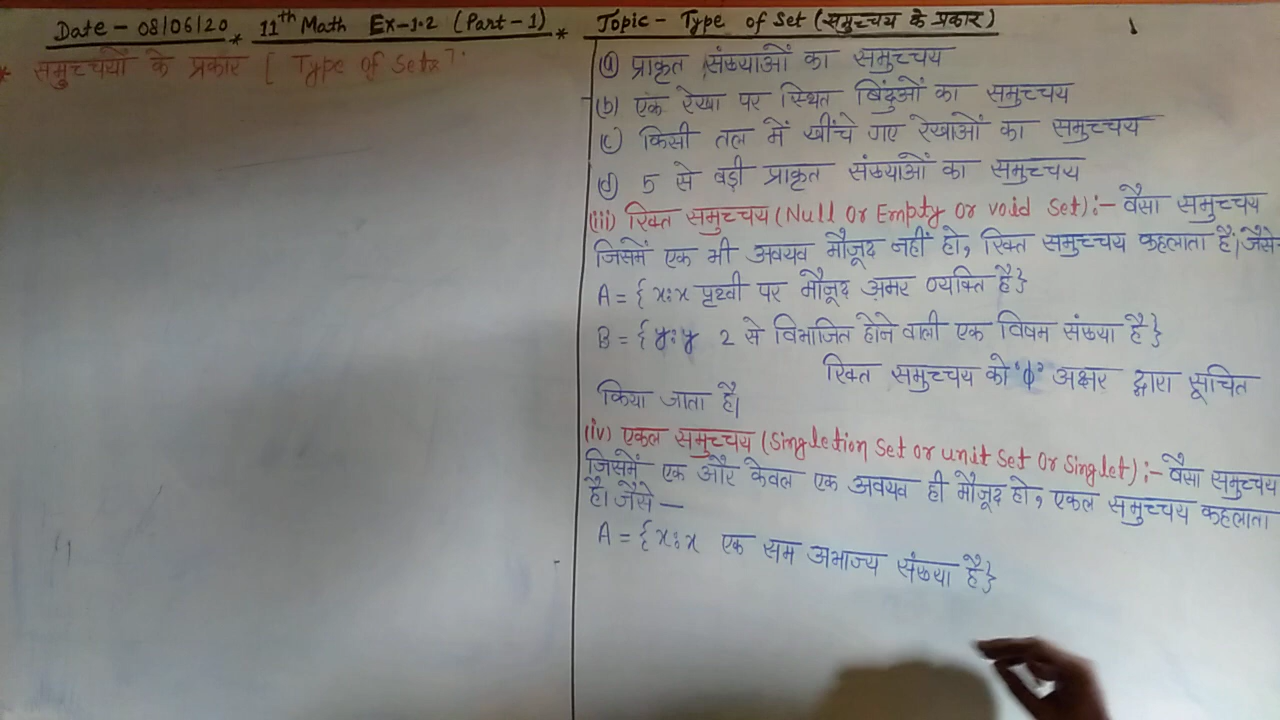 Date - 08/06/20 * 11th Math Ex-1.2 (Part-1) * Topic - Type of Set (समुच्चय के प्रकार) 1
* समुच्चयों के प्रकार [ Type of Sets ]:
(a) प्राकृत संख्याओं का समुच्चय
(b) एक रेखा पर स्थित बिंदुओं का समुच्चय
(c) किसी तल में खींचे गए रेखाओं का समुच्चय
(d) 5 से बड़ी प्राकृत संख्याओं का समुच्चय
(iii) रिक्त समुच्चय (Null Or Empty Or void Set) :- वैसा समुच्चय
जिसमें एक भी अवयव मौजूद नहीं हो, रिक्त समुच्चय कहलाता है। जैसे
A = {x:x पृथ्वी पर मौजूद अमर व्यक्ति है}
B = {y:y 2 से विभाजित होने वाली एक विषम संख्या है}
रिक्त समुच्चय को 'ϕ' अक्षर द्वारा सूचित
किया जाता है।
(iv) एकल समुच्चय (Singletion Set or unit Set Or Singlet) :- वैसा समुच्चय
जिसमें एक और केवल एक अवयव ही मौजूद हो, एकल समुच्चय कहलाता
है। जैसे —
A = {x:x एक सम अभाज्य संख्या है}